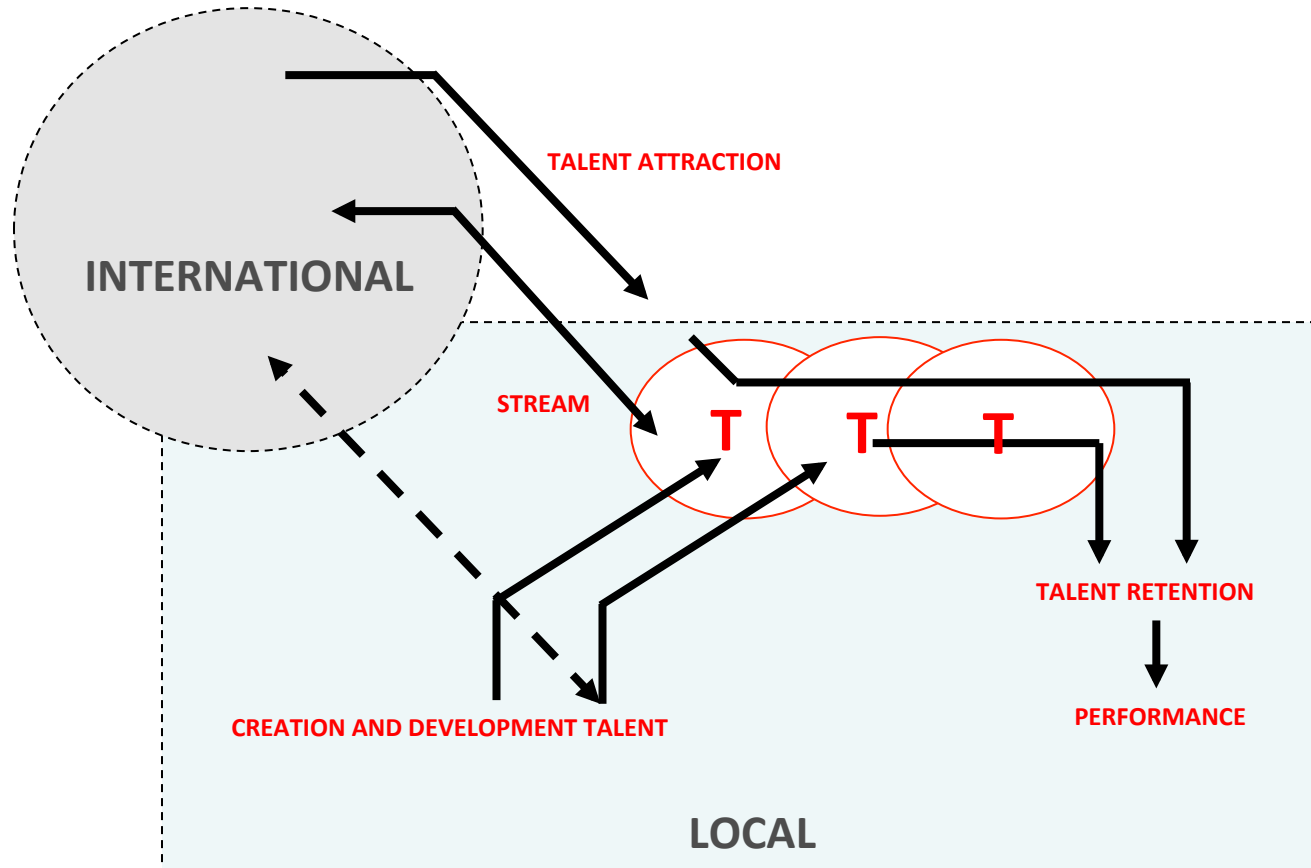 TALENT ATTRACTION
INTERNATIONAL
STREAM
T T T
TALENT RETENTION
CREATION AND DEVELOPMENT TALENT
PERFORMANCE
LOCAL